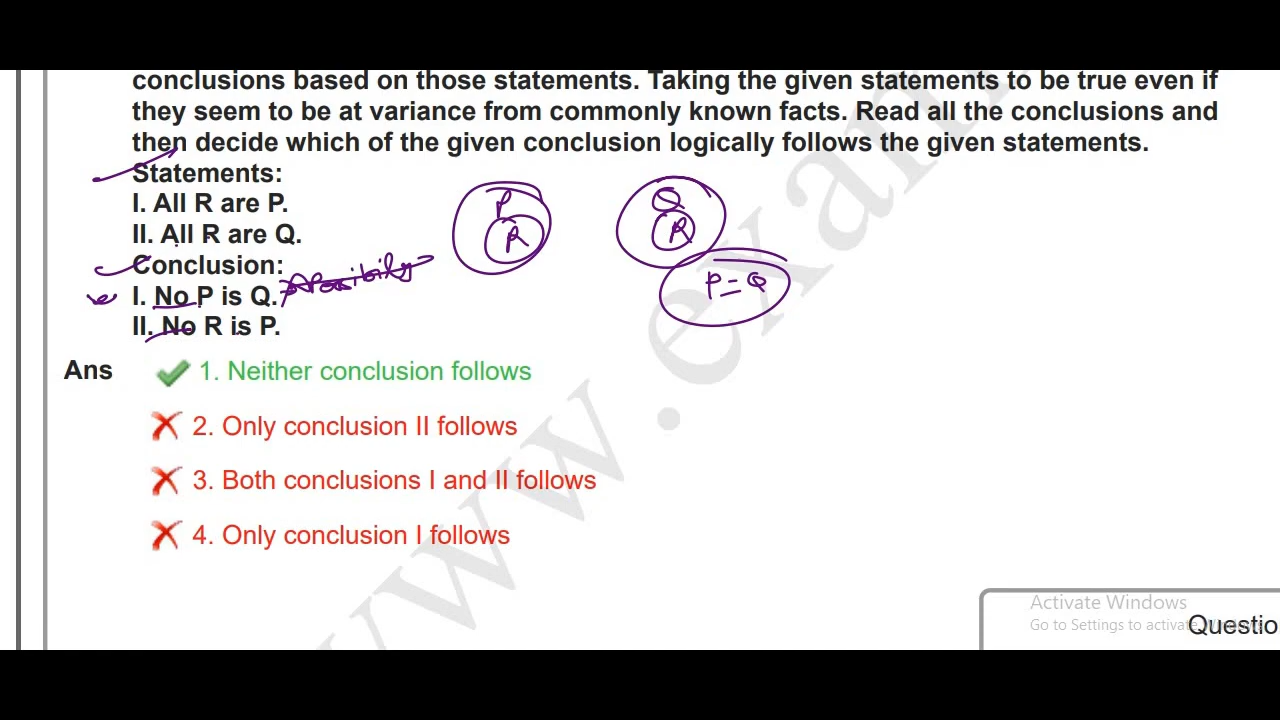 conclusions based on those statements. Taking the given statements to be true even if
they seem to be at variance from commonly known facts. Read all the conclusions and
then decide which of the given conclusion logically follows the given statements.
Statements:
I. All R are P.
II. All R are Q.
P
R
Q
R
Conclusion:
I. No P is Q.
P = Q
II. No R is P.
Ans
1. Neither conclusion follows
2. Only conclusion II follows
3. Both conclusions I and II follows
4. Only conclusion I follows
www.exam
Activate Windows
Go to Settings to activate Windows.
Questio